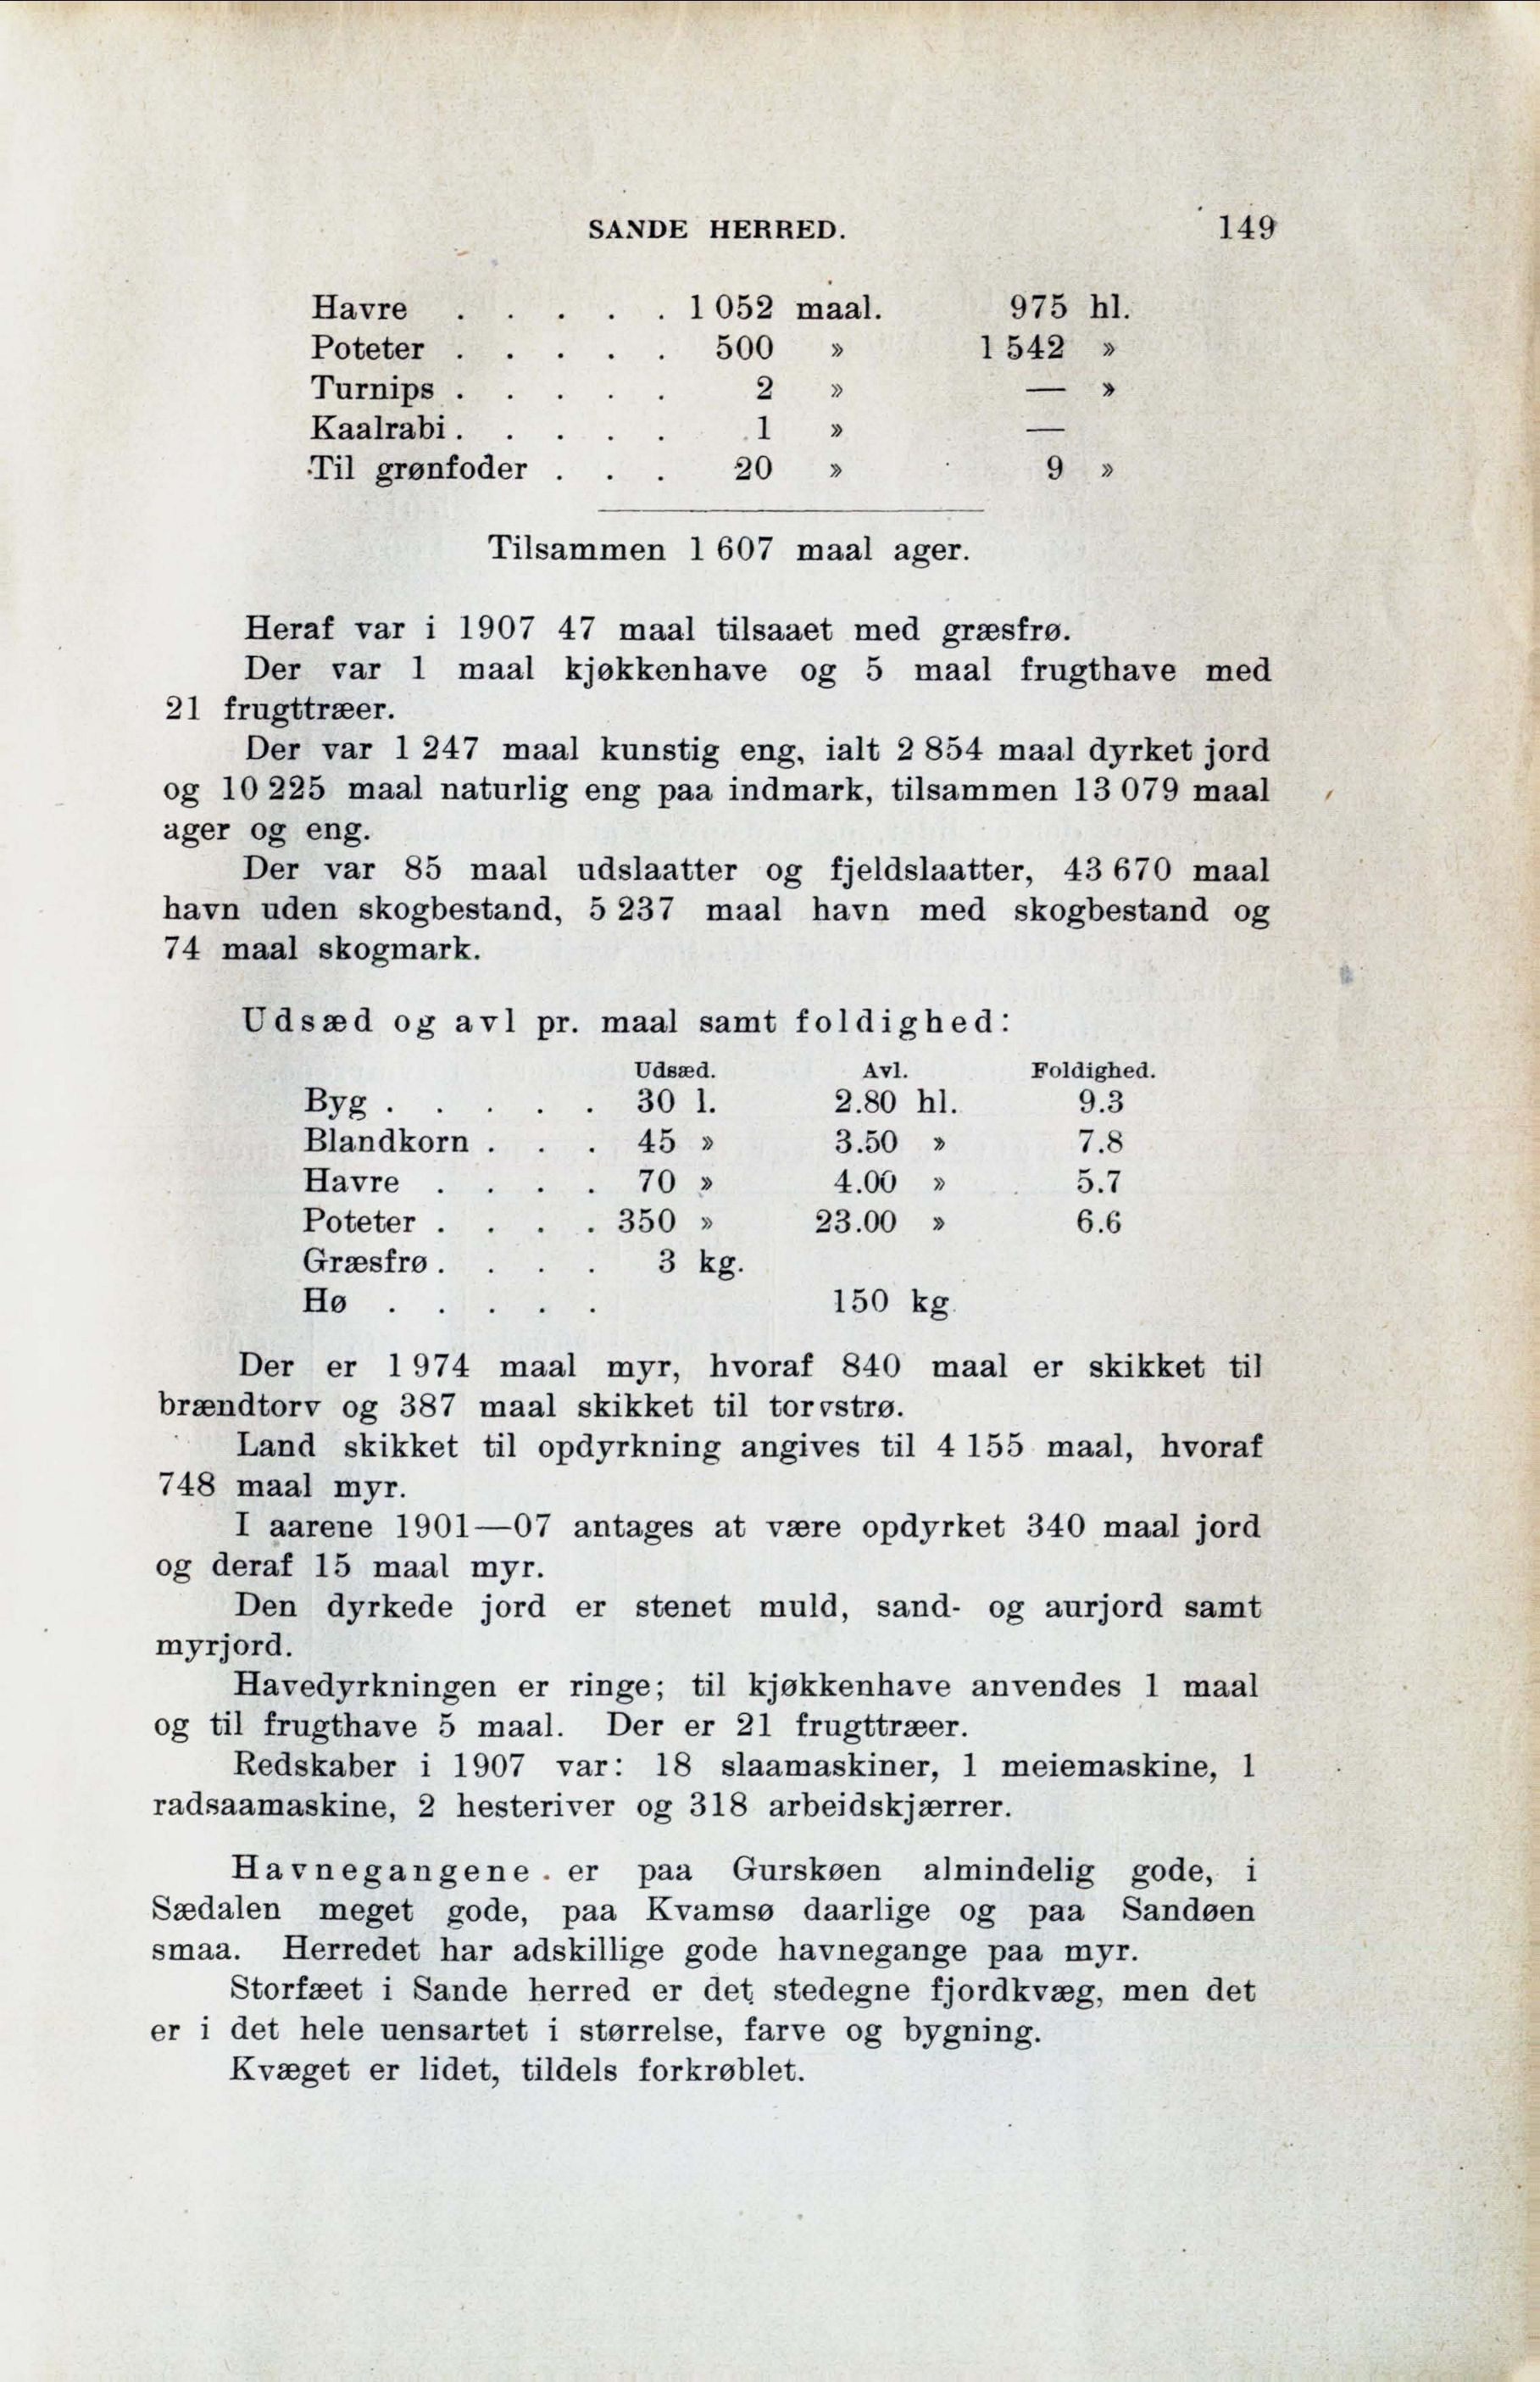 SANDE HERRED. 149
Havre . . . . . 1 052 maal. 975 hl.
Poteter . . . . . 500 » 1 542 »
Turnips . . . . . 2 » — »
Kaalrabi . . . . . 1 » —
Til grønfoder . . . 20 » 9 »
Tilsammen 1 607 maal ager.
Heraf var i 1907 47 maal tilsaaet med græsfrø.
Der var 1 maal kjøkkenhave og 5 maal frugthave med
21 frugttræer.
Der var 1 247 maal kunstig eng, ialt 2 854 maal dyrket jord
og 10 225 maal naturlig eng paa indmark, tilsammen 13 079 maal
ager og eng.
Der var 85 maal udslaatter og fjeldslaatter, 43 670 maal
havn uden skogbestand, 5 237 maal havn med skogbestand og
74 maal skogmark.
Udsæd og avl pr. maal samt foldighed:
Udsæd. Avl. Foldighed.
Byg . . . . . 30 l. 2.80 hl. 9.3
Blandkorn . . . 45 » 3.50 » 7.8
Havre . . . . 70 » 4.00 » 5.7
Poteter . . . . 350 » 23.00 » 6.6
Græsfrø . . . . 3 kg.
Hø . . . . . 150 kg.
Der er 1 974 maal myr, hvoraf 840 maal er skikket til
brændtorv og 387 maal skikket til torvstrø.
Land skikket til opdyrkning angives til 4 155 maal, hvoraf
748 maal myr.
I aarene 1901—07 antages at være opdyrket 340 maal jord
og deraf 15 maal myr.
Den dyrkede jord er stenet muld, sand- og aurjord samt
myrjord.
Havedyrkningen er ringe; til kjøkkenhave anvendes 1 maal
og til frugthave 5 maal. Der er 21 frugttræer.
Redskaber i 1907 var: 18 slaamaskiner, 1 meiemaskine, 1
radsaamaskine, 2 hesteriver og 318 arbeidskjærrer.
Havnegangene er paa Gurskøen almindelig gode, i
Sædalen meget gode, paa Kvamsø daarlige og paa Sandøen
smaa. Herredet har adskillige gode havnegange paa myr.
Storfæet i Sande herred er det stedegne fjordkvæg, men det
er i det hele uensartet i størrelse, farve og bygning.
Kvæget er lidet, tildels forkrøblet.